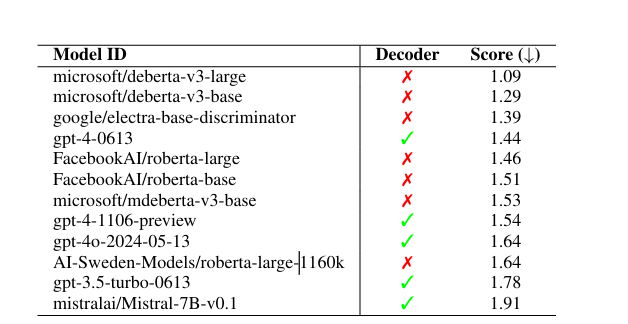 Model ID Decoder Score (↓)
microsoft/deberta-v3-large ✗ 1.09
microsoft/deberta-v3-base ✗ 1.29
google/electra-base-discriminator ✗ 1.39
gpt-4-0613 ✓ 1.44
FacebookAI/roberta-large ✗ 1.46
FacebookAI/roberta-base ✗ 1.51
microsoft/mdeberta-v3-base ✗ 1.53
gpt-4-1106-preview ✓ 1.54
gpt-4o-2024-05-13 ✓ 1.64
AI-Sweden-Models/roberta-large-1160k ✗ 1.64
gpt-3.5-turbo-0613 ✓ 1.78
mistralai/Mistral-7B-v0.1 ✓ 1.91